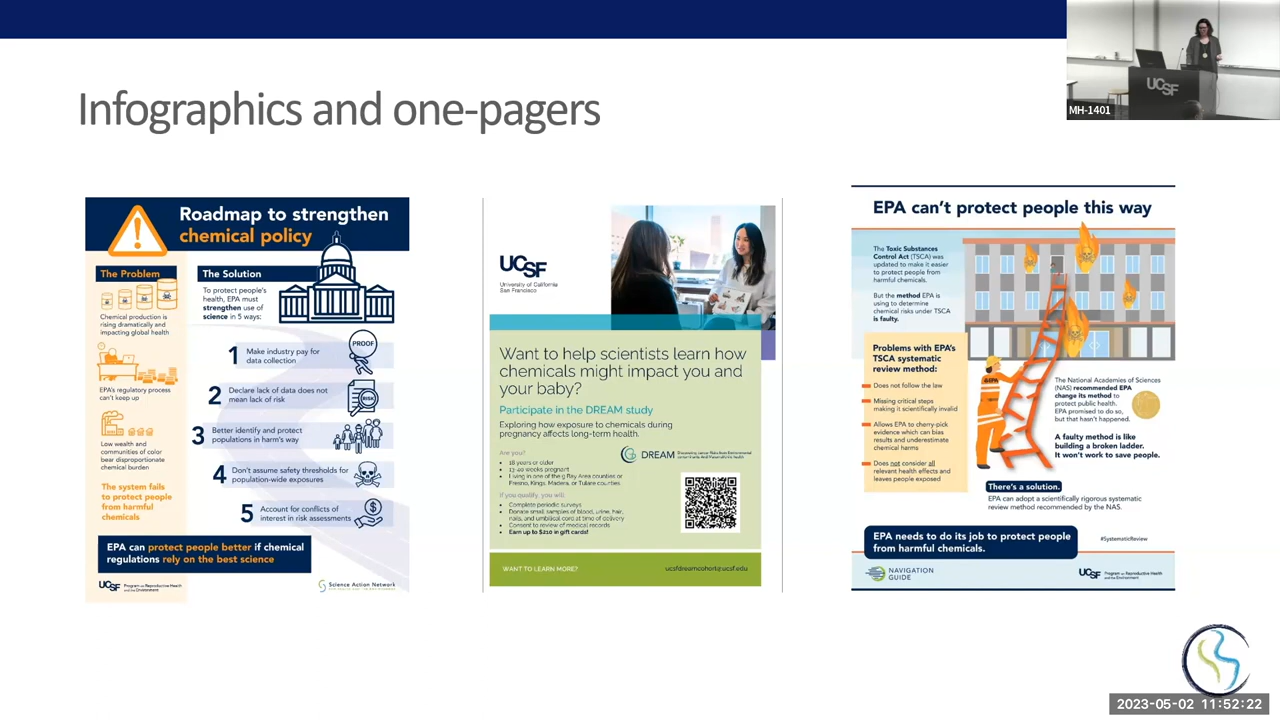 UCSF
MH-1401
Infographics and one-pagers
Roadmap to strengthen
chemical policy
The Problem
Chemical production is
rising dramatically and
impacting global health
EPA's regulatory process
can't keep up
Low wealth and
communities of color
bear disproportionate
chemical burden
The system fails
to protect people
from harmful
chemicals
The Solution
To protect people's
health, EPA must
strengthen use of
science in 5 ways:
1 Make industry pay for
data collection
PROOF
2 Declare lack of data does not
mean lack of risk
RISK
3 Better identify and protect
populations in harm's way
4 Don't assume safety thresholds for
population-wide exposures
5 Account for conflicts of
interest in risk assessments
EPA can protect people better if chemical
regulations rely on the best science
UCSF Program on Reproductive Health
and the Environment
Science Action Network
UCSF
University of California
San Francisco
Want to help scientists learn how
chemicals might impact you and
your baby?
Participate in the DREAM study
Exploring how exposure to chemicals during
pregnancy affects long-term health.
Are you?
• 18 years or older
• 13-40 weeks pregnant
• Living in one of the 9 Bay Area counties or
Fresno, Kings, Madera, or Tulare counties
DREAM
If you qualify, you will
• Complete periodic surveys
• Donate small samples of blood, urine, hair,
nails, and umbilical cord at time of delivery
• Consent to review of medical records
• Earn up to $210 in gift cards!
WANT TO LEARN MORE?
ucsfdreamcohort@ucsf.edu
EPA can't protect people this way
The Toxic Substances
Control Act (TSCA) was
updated to make it easier
to protect people from
harmful chemicals.
But the method EPA is
using to determine
chemical risks under TSCA
is faulty.
Problems with EPA's
TSCA systematic
review method:
Does not follow the law
Missing critical steps
making it scientifically invalid
Allows EPA to cherry-pick
evidence which can bias
results and underestimate
chemical harms
Does not consider all
relevant health effects and
leaves people exposed
EPA
The National Academies of Sciences
(NAS) recommended EPA
change its method to
protect public health.
EPA promised to do so,
but that hasn't happened.
A faulty method is like
building a broken ladder.
It won't work to save people.
There's a solution.
EPA can adopt a scientifically rigorous systematic
review method recommended by the NAS.
EPA needs to do its job to protect people
from harmful chemicals.
#SystematicReview
NAVIGATION
GUIDE
UCSF Program on Reproductive Health
and the Environment
2023-05-02 11:52:22